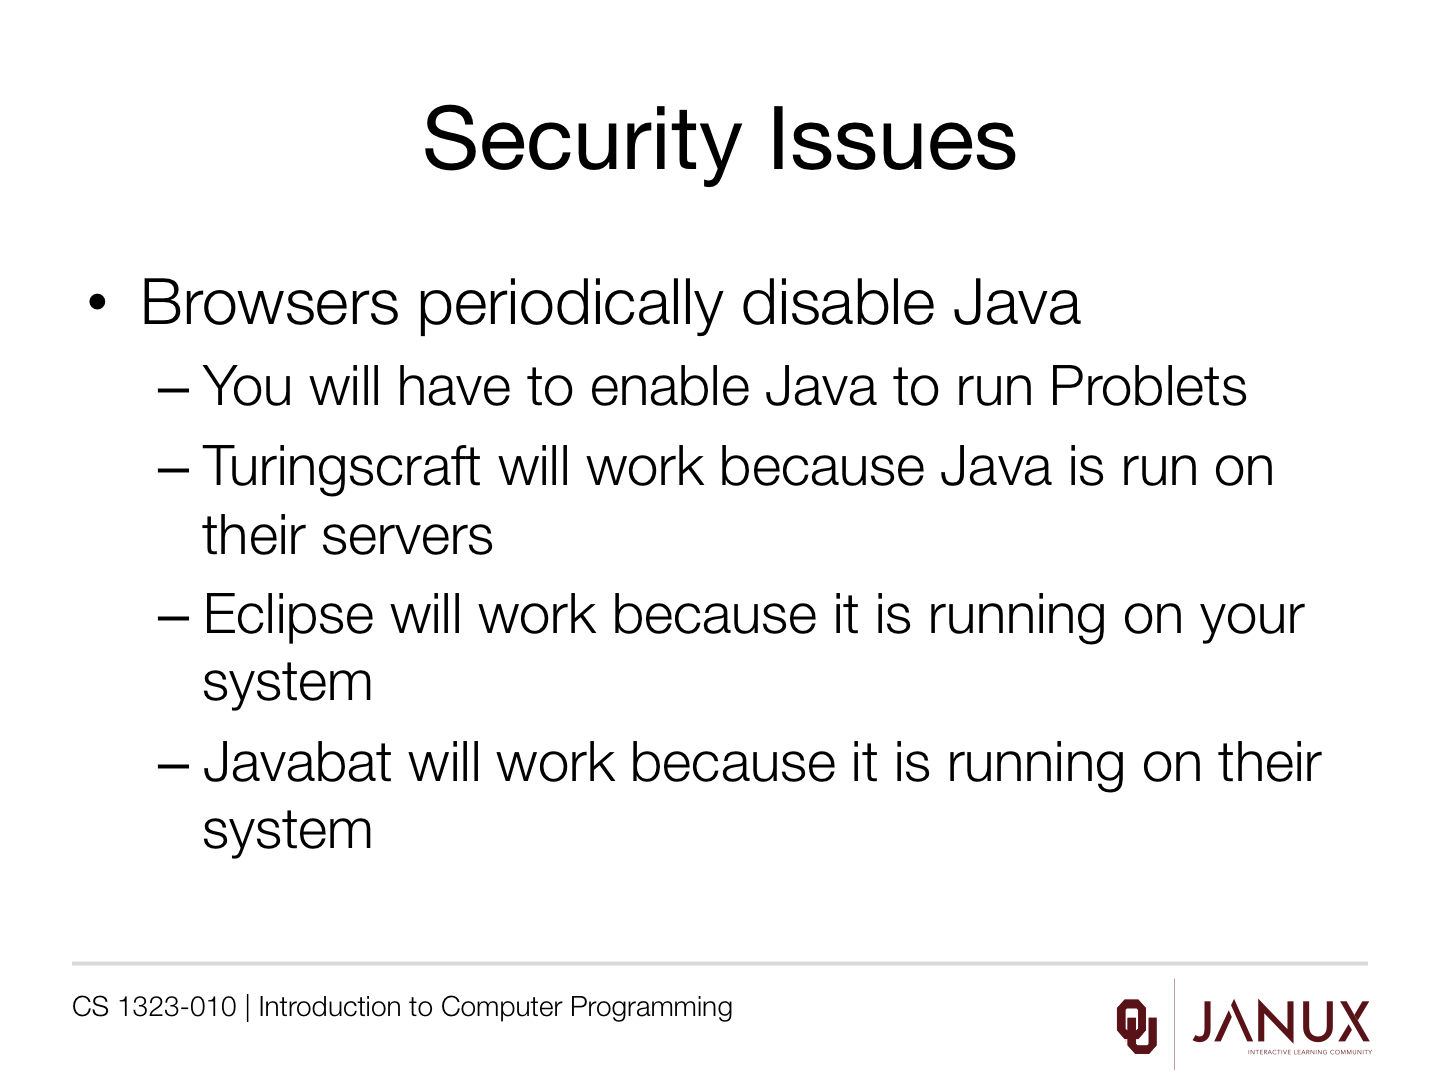 Security Issues
• Browsers periodically disable Java
– You will have to enable Java to run Problets
– Turingscraft will work because Java is run on
their servers
– Eclipse will work because it is running on your
system
– Javabat will work because it is running on their
system
CS 1323-010 | Introduction to Computer Programming
OU
JANUX
INTERACTIVE LEARNING COMMUNITY